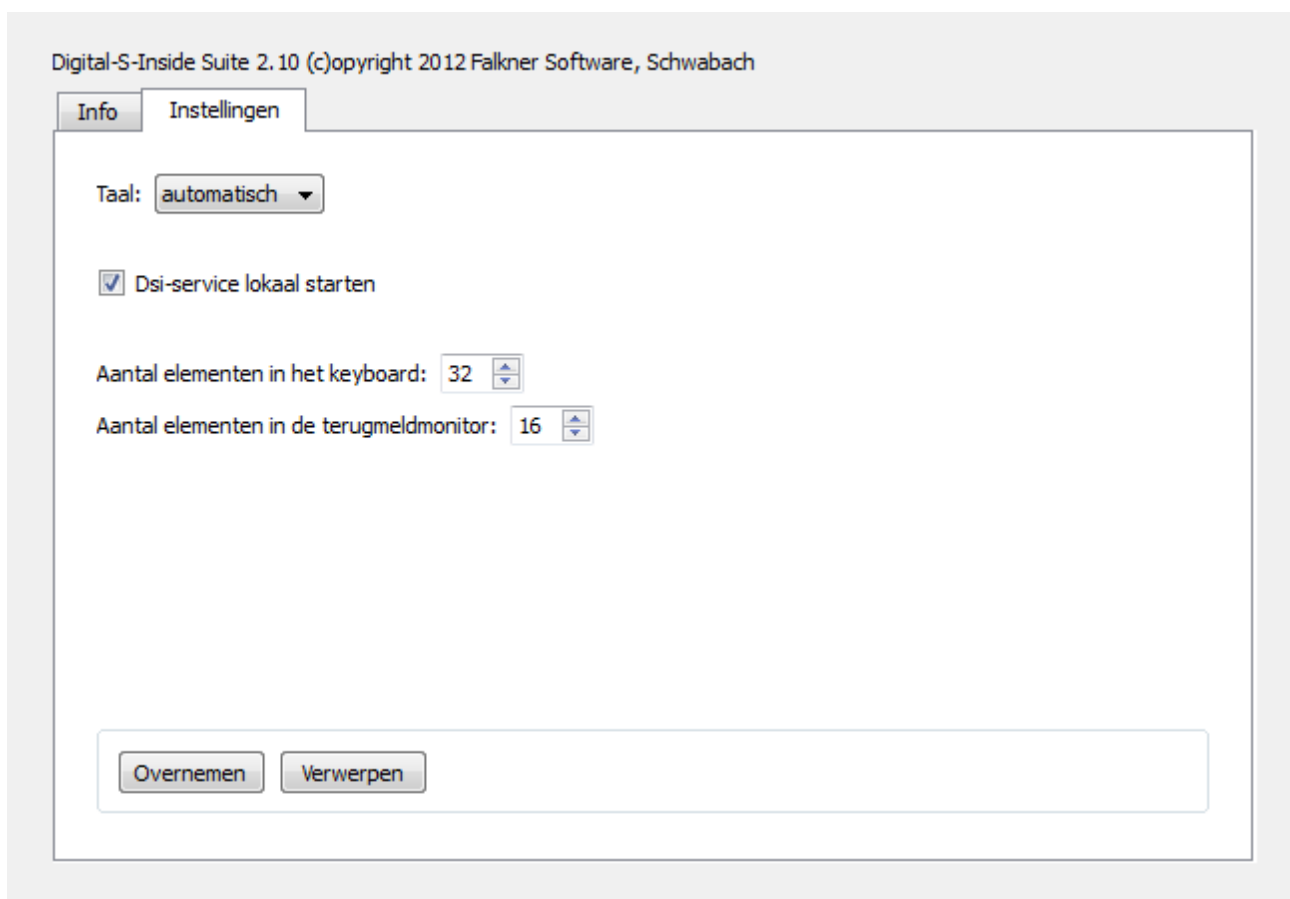 Digital-S-Inside Suite 2.10 (c)opyright 2012 Falkner Software, Schwabach
Info Instellingen
Taal: automatisch
Dsi-service lokaal starten
Aantal elementen in het keyboard: 32
Aantal elementen in de terugmeldmonitor: 16
Overnemen Verwerpen